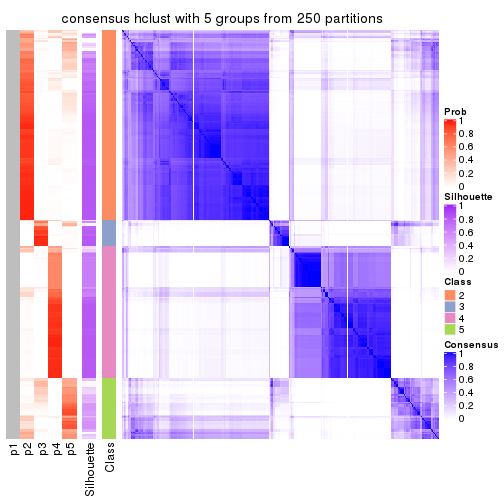 consensus hclust with 5 groups from 250 partitions
Prob
1
0.8
0.6
0.4
0.2
0
Silhouette
1
0.8
0.6
0.4
0.2
0
Class
2
3
4
5
Consensus
1
0.8
0.6
0.4
0.2
0
p1
p2
p3
p4
p5
Silhouette
Class